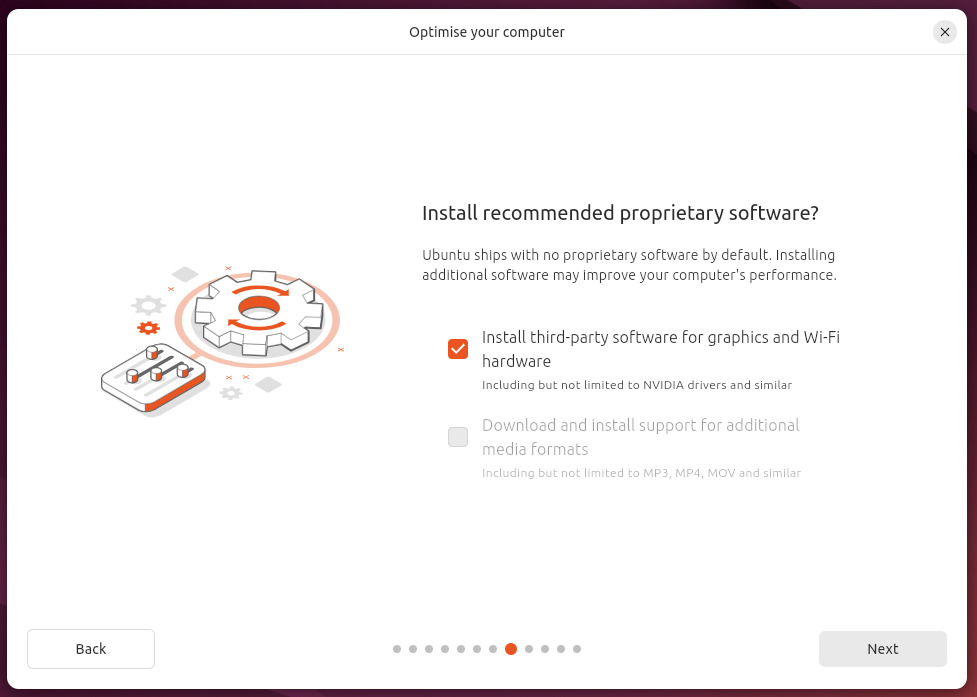 Optimise your computer
Install recommended proprietary software?
Ubuntu ships with no proprietary software by default. Installing
additional software may improve your computer's performance.
Install third-party software for graphics and Wi-Fi
hardware
Including but not limited to NVIDIA drivers and similar
Download and install support for additional
media formats
Including but not limited to MP3, MP4, MOV and similar
Back
Next